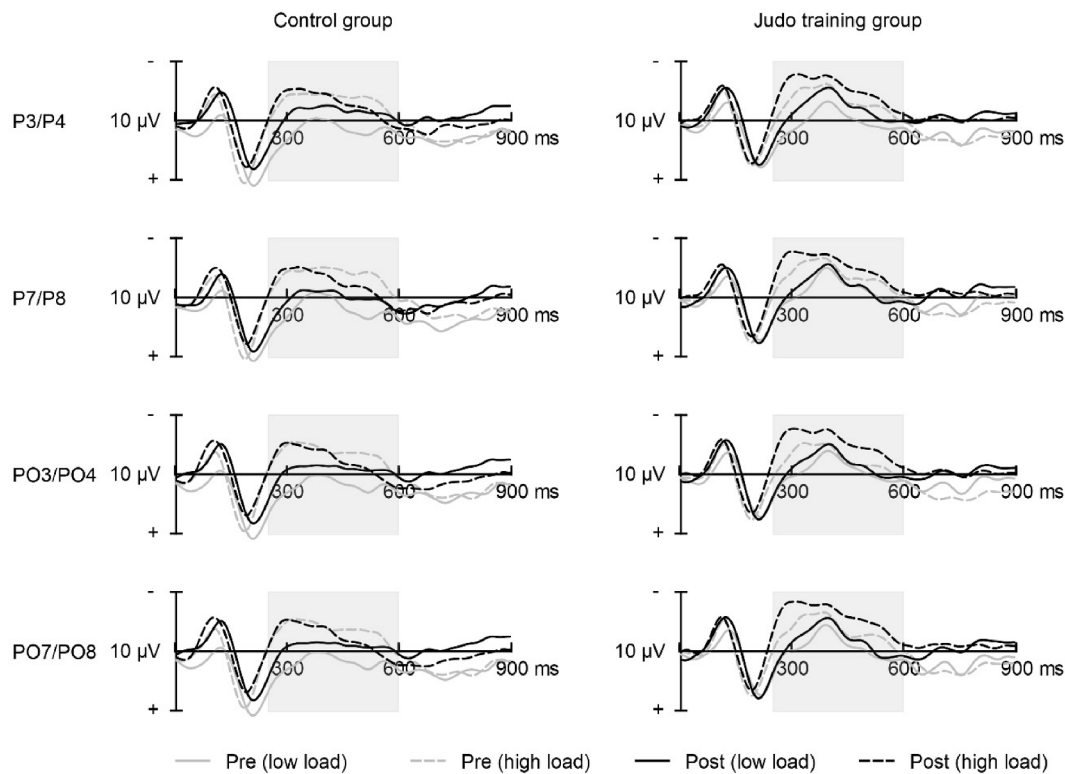 Control group Judo training group
-
-
P3/P4 10 µV 300 600 900 ms 10 µV 300 600 900 ms
+
+
-
-
P7/P8 10 µV 300 600 900 ms 10 µV 300 600 900 ms
+
+
-
-
PO3/PO4 10 µV 300 600 900 ms 10 µV 300 600 900 ms
+
+
-
-
PO7/PO8 10 µV 300 600 900 ms 10 µV 300 600 900 ms
+
+
Pre (low load) Pre (high load) Post (low load) Post (high load)